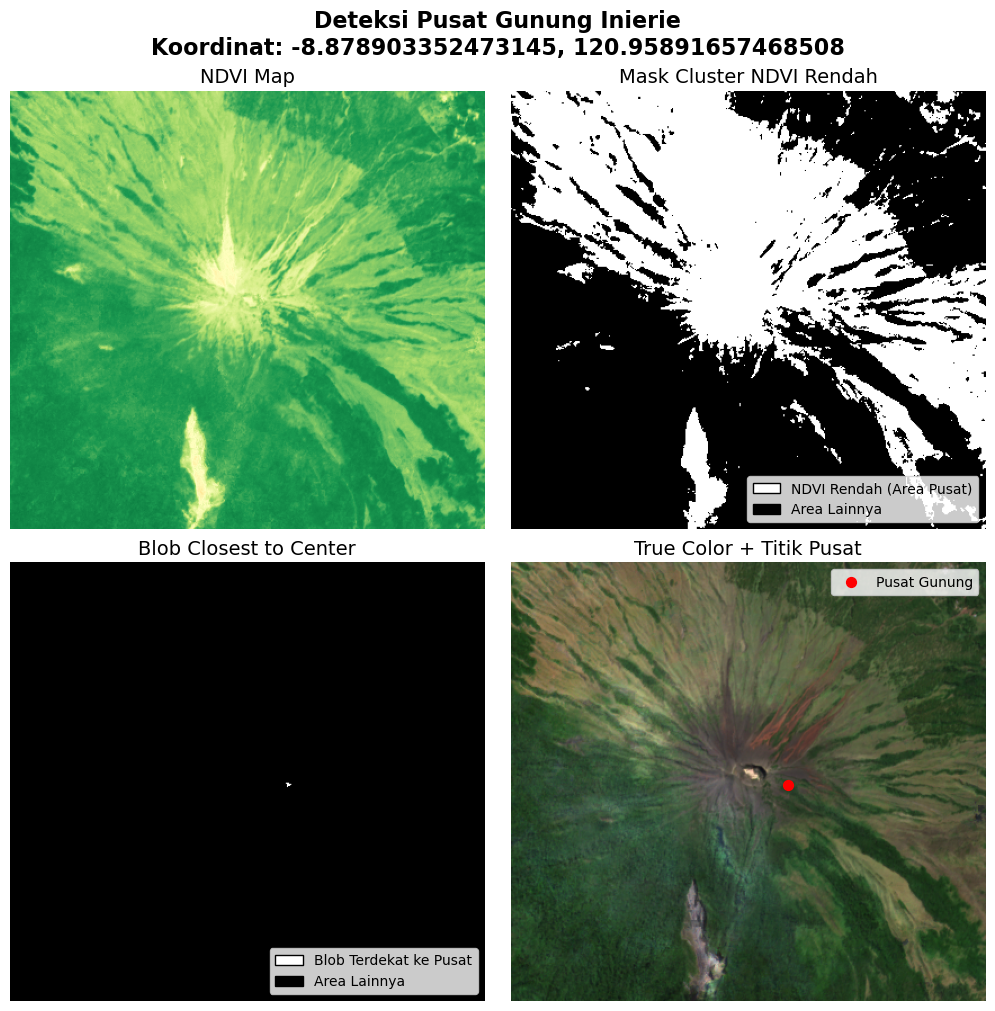 Deteksi Pusat Gunung Inierie
Koordinat: -8.878903352473145, 120.95891657468508
NDVI Map
Mask Cluster NDVI Rendah
NDVI Rendah (Area Pusat)
Area Lainnya
Blob Closest to Center
True Color + Titik Pusat
Blob Terdekat ke Pusat
Area Lainnya
Pusat Gunung